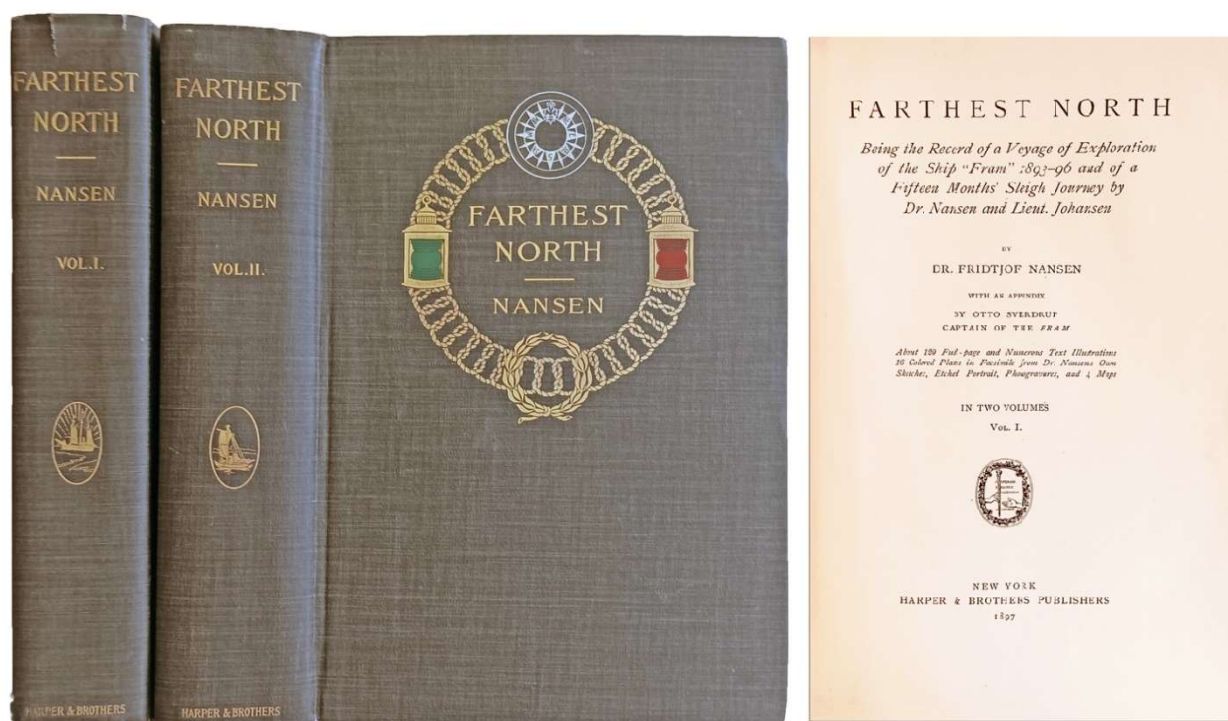 FARTHEST
NORTH
NANSEN
VOL.I.
HARPER & BROTHERS
FARTHEST
NORTH
NANSEN
VOL.II.
HARPER & BROTHERS
FARTHEST
NORTH
NANSEN
FARTHEST NORTH
Being the Record of a Voyage of Exploration
of the Ship "Fram" 1893–96 and of a
Fifteen Months' Sleigh Journey by
Dr. Nansen and Lieut. Johansen
BY
DR. FRIDTJOF NANSEN
WITH AN APPENDIX
BY OTTO SVERDRUP
CAPTAIN OF THE FRAM
About 120 Full-page and Numerous Text Illustrations
16 Colored Plates in Facsimile from Dr. Nansen's Own
Sketches, Etched Portrait, Photogravures, and 4 Maps
IN TWO VOLUMES
VOL. I.
NEW YORK
HARPER & BROTHERS PUBLISHERS
1897